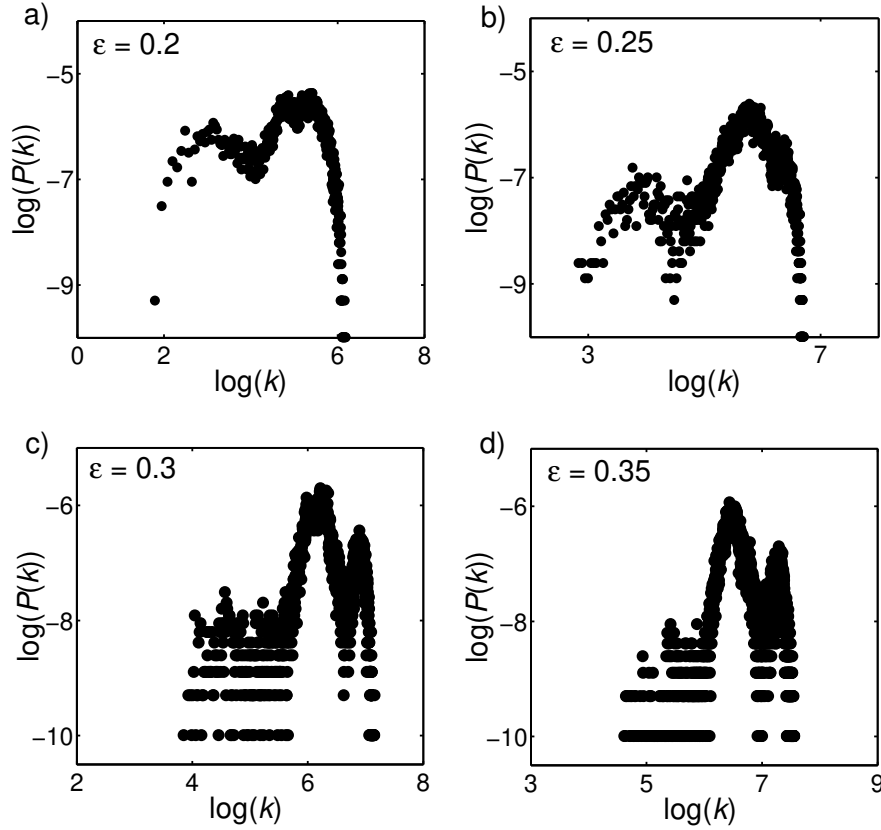 a)
ε = 0.2
−5
−7
−9
log(P(k))
0 2 4 6 8
log(k)
b)
ε = 0.25
−5
−7
−9
log(P(k))
3 7
log(k)
c)
ε = 0.3
−6
−8
−10
log(P(k))
2 4 6 8
log(k)
d)
ε = 0.35
−6
−8
−10
log(P(k))
3 5 7 9
log(k)